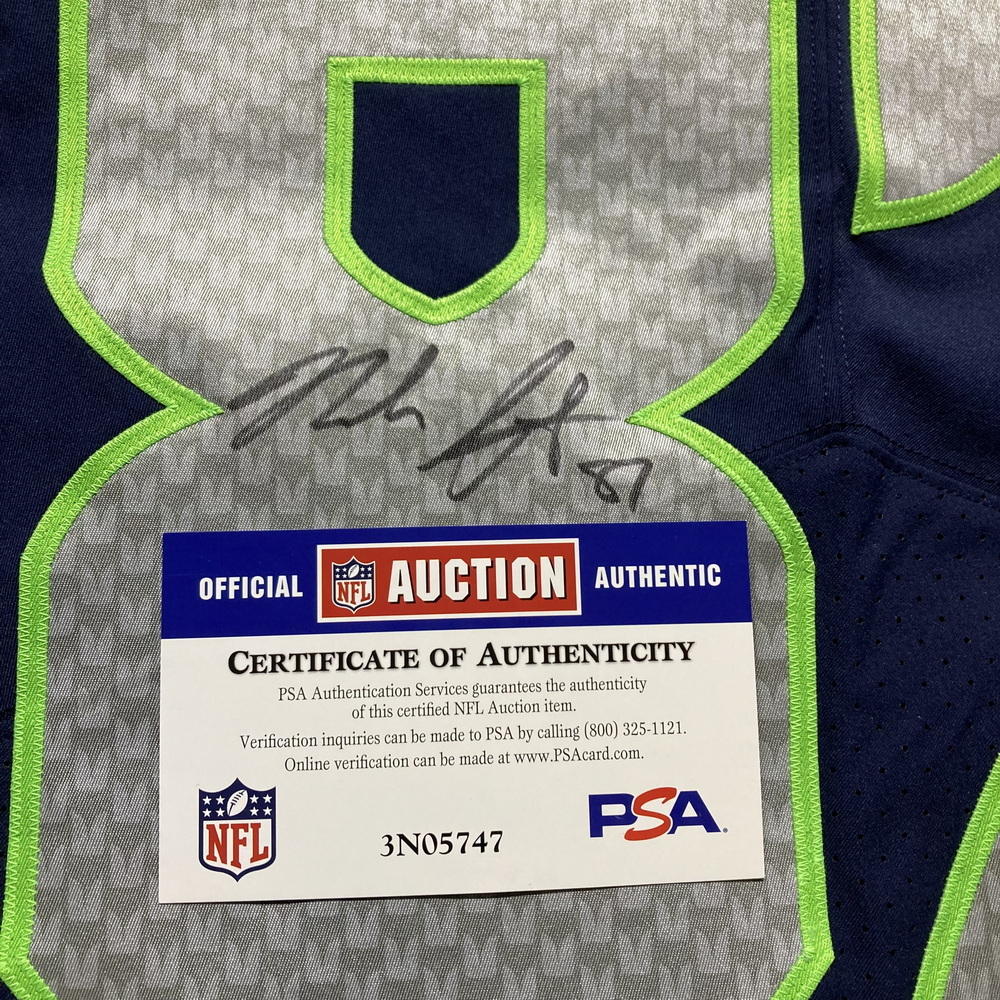 8
87
OFFICIAL NFL AUCTION AUTHENTIC
CERTIFICATE OF AUTHENTICITY
PSA Authentication Services guarantees the authenticity
of this certified NFL Auction item.
Verification inquiries can be made to PSA by calling (800) 325-1121.
Online verification can be made at www.PSAcard.com.
NFL
3N05747
PSA